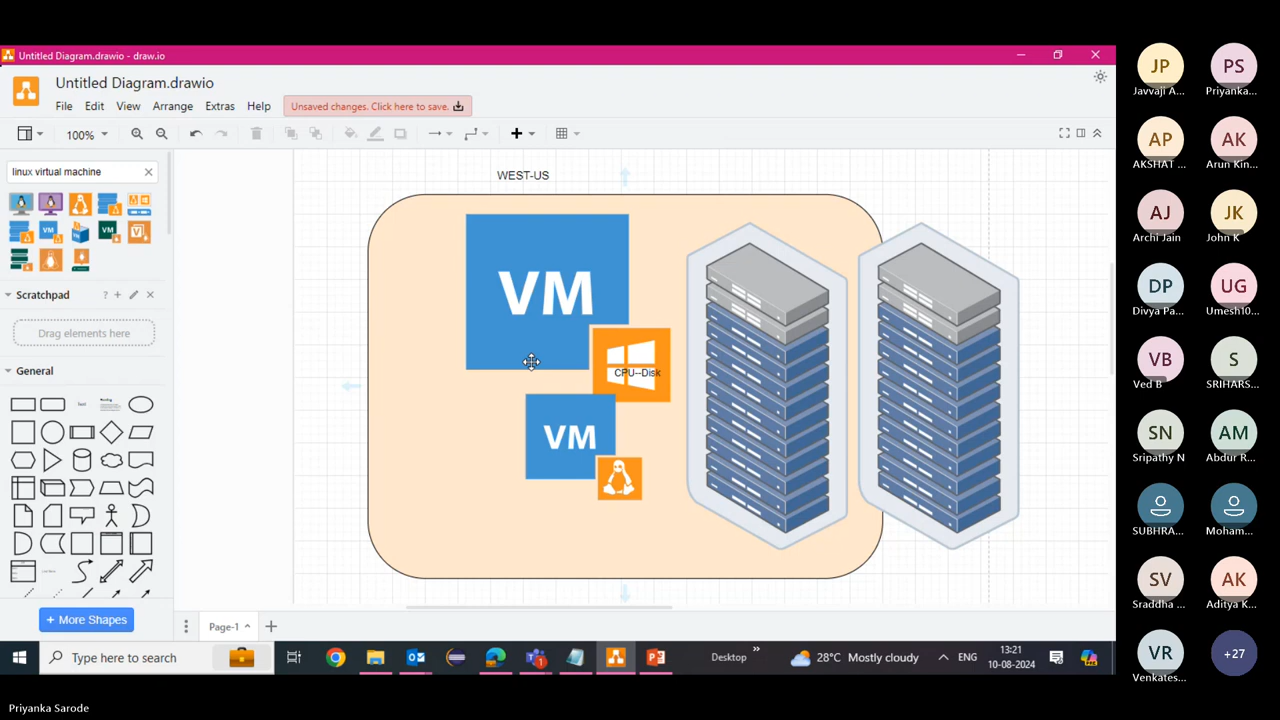 Untitled Diagram.drawio - draw.io
Untitled Diagram.drawio
File Edit View Arrange Extras Help
Unsaved changes. Click here to save.
100%
linux virtual machine
Scratchpad
Drag elements here
General
+ More Shapes
WEST-US
VM
CPU--Disk
VM
Page-1
Type here to search
Desktop
28°C Mostly cloudy
ENG
13:21
10-08-2024
JP
Javvaji A...
PS
Priyanka...
AP
AKSHAT ...
AK
Arun Kin...
AJ
Archi Jain
JK
John K
DP
Divya Pa...
UG
Umesh10...
VB
Ved B
S
SRIHARS...
SN
Sripathy N
AM
Abdur R...
SUBHRA...
Moham...
SV
Sraddha ...
AK
Aditya K...
VR
Venkates...
+27
Priyanka Sarode